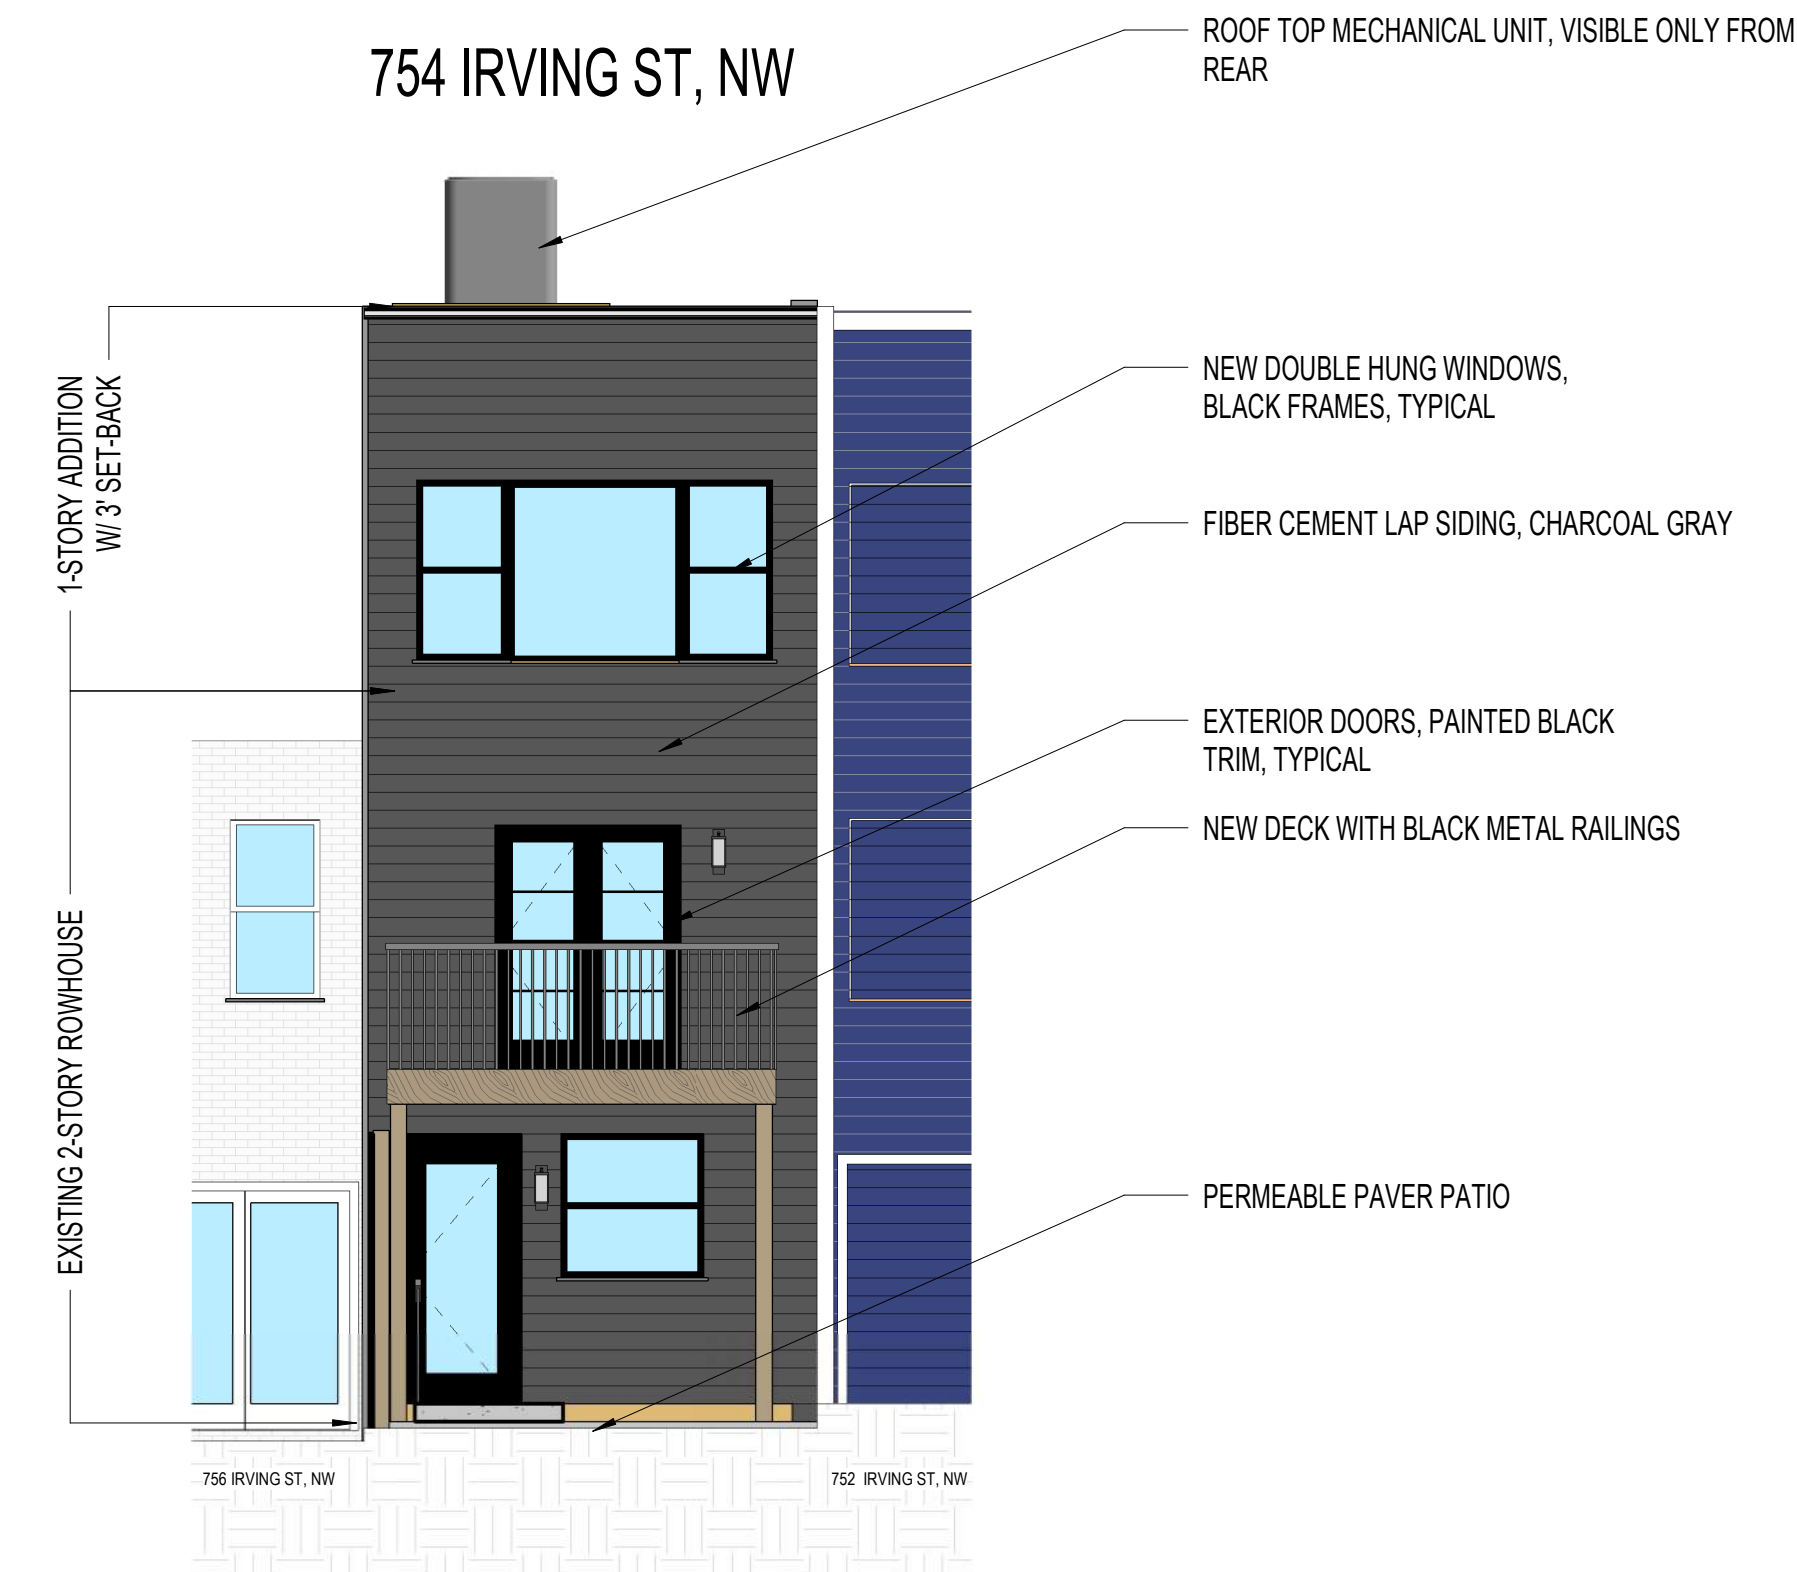 754 IRVING ST, NW
ROOF TOP MECHANICAL UNIT, VISIBLE ONLY FROM
REAR
1-STORY ADDITION
W/ 3' SET-BACK
NEW DOUBLE HUNG WINDOWS,
BLACK FRAMES, TYPICAL
FIBER CEMENT LAP SIDING, CHARCOAL GRAY
EXTERIOR DOORS, PAINTED BLACK
TRIM, TYPICAL
NEW DECK WITH BLACK METAL RAILINGS
EXISTING 2-STORY ROWHOUSE
PERMEABLE PAVER PATIO
756 IRVING ST, NW
752 IRVING ST, NW